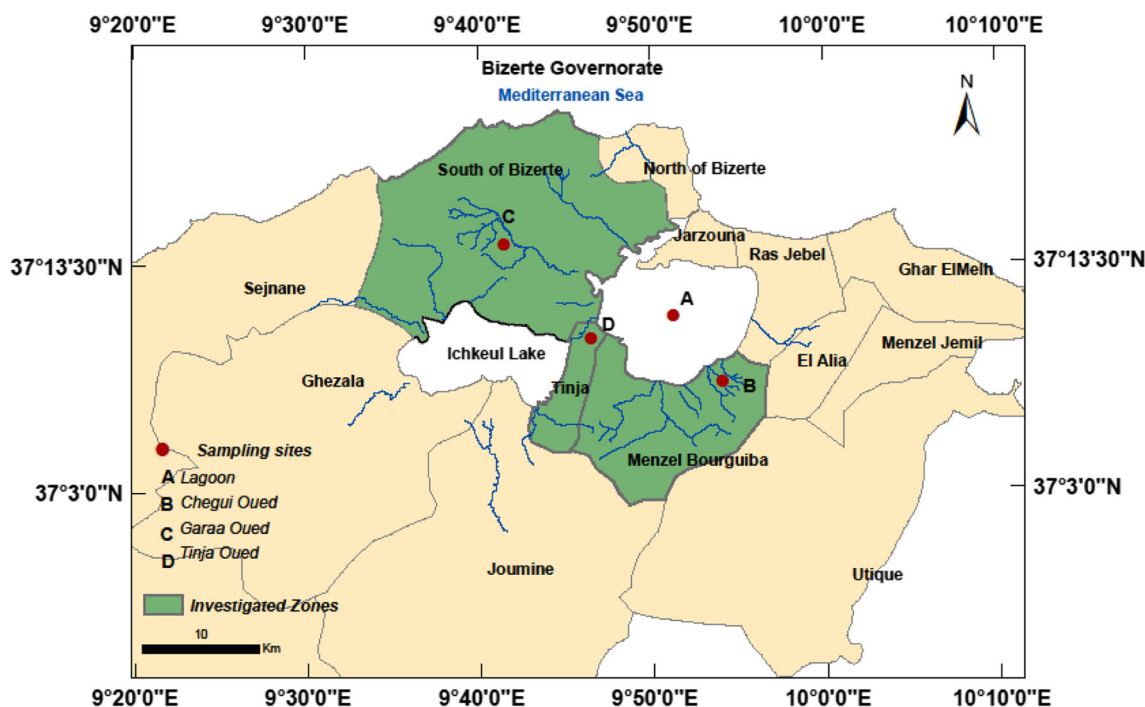 9°20'0"E
9°30'0"E
9°40'0"E
9°50'0"E
10°0'0"E
10°10'0"E
Bizerte Governorate
Mediterranean Sea
N
South of Bizerte
North of Bizerte
C
Jarzouna
Ras Jebel
37°13'30"N
37°13'30"N
Ghar ElMelh
Sejnane
A
D
Menzel Jemil
Ichkeul Lake
El Alia
Ghezala
Tinja
B
Sampling sites
Menzel Bourguiba
A Lagoon
37°3'0"N
37°3'0"N
B Chegui Oued
C Garaa Oued
D Tinja Oued
Joumine
Utique
Investigated Zones
10
Km
9°20'0"E
9°30'0"E
9°40'0"E
9°50'0"E
10°0'0"E
10°10'0"E